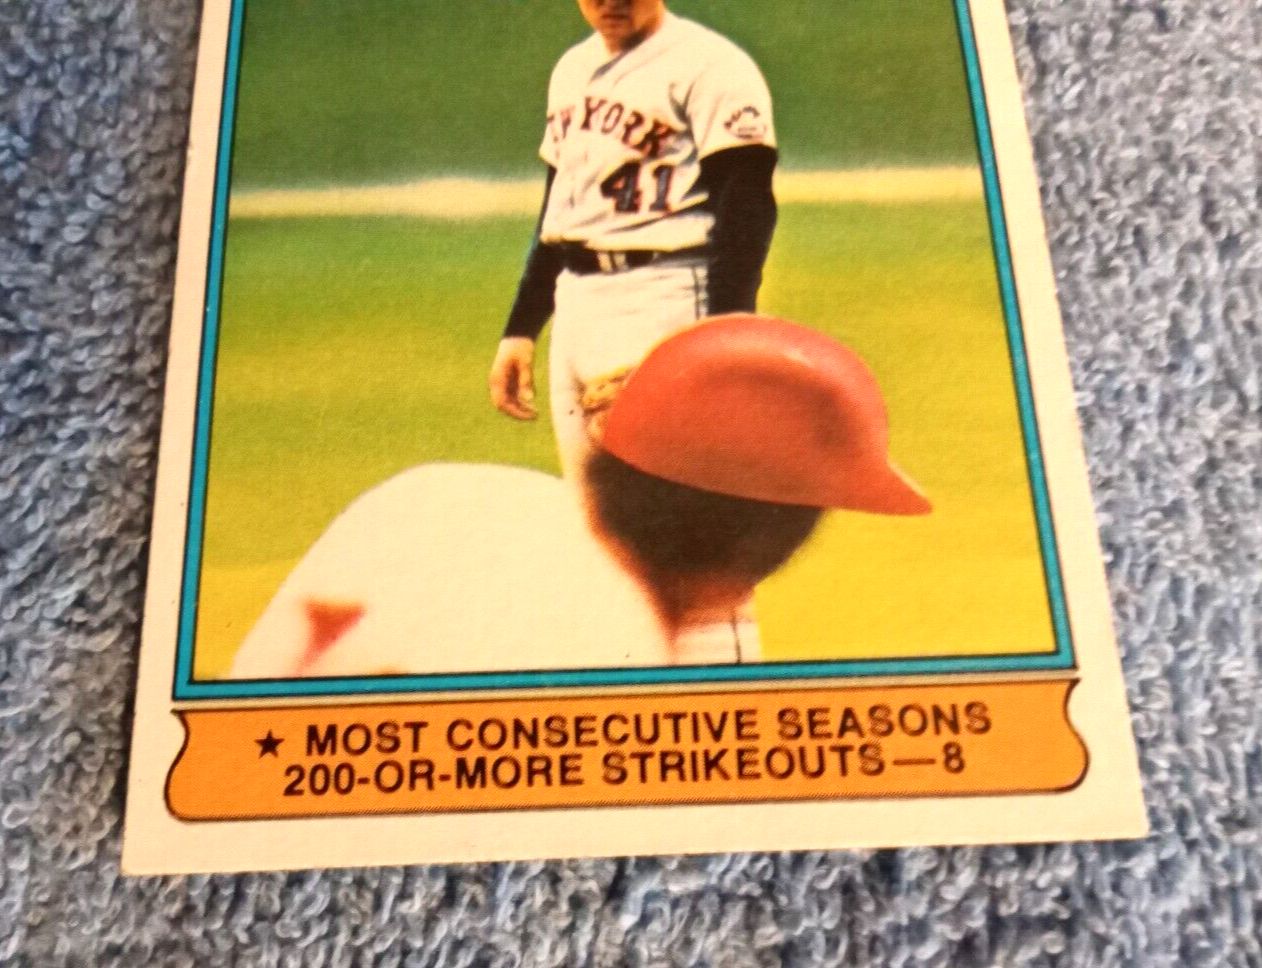 NEW YORK
41
★ MOST CONSECUTIVE SEASONS
200-OR-MORE STRIKEOUTS—8